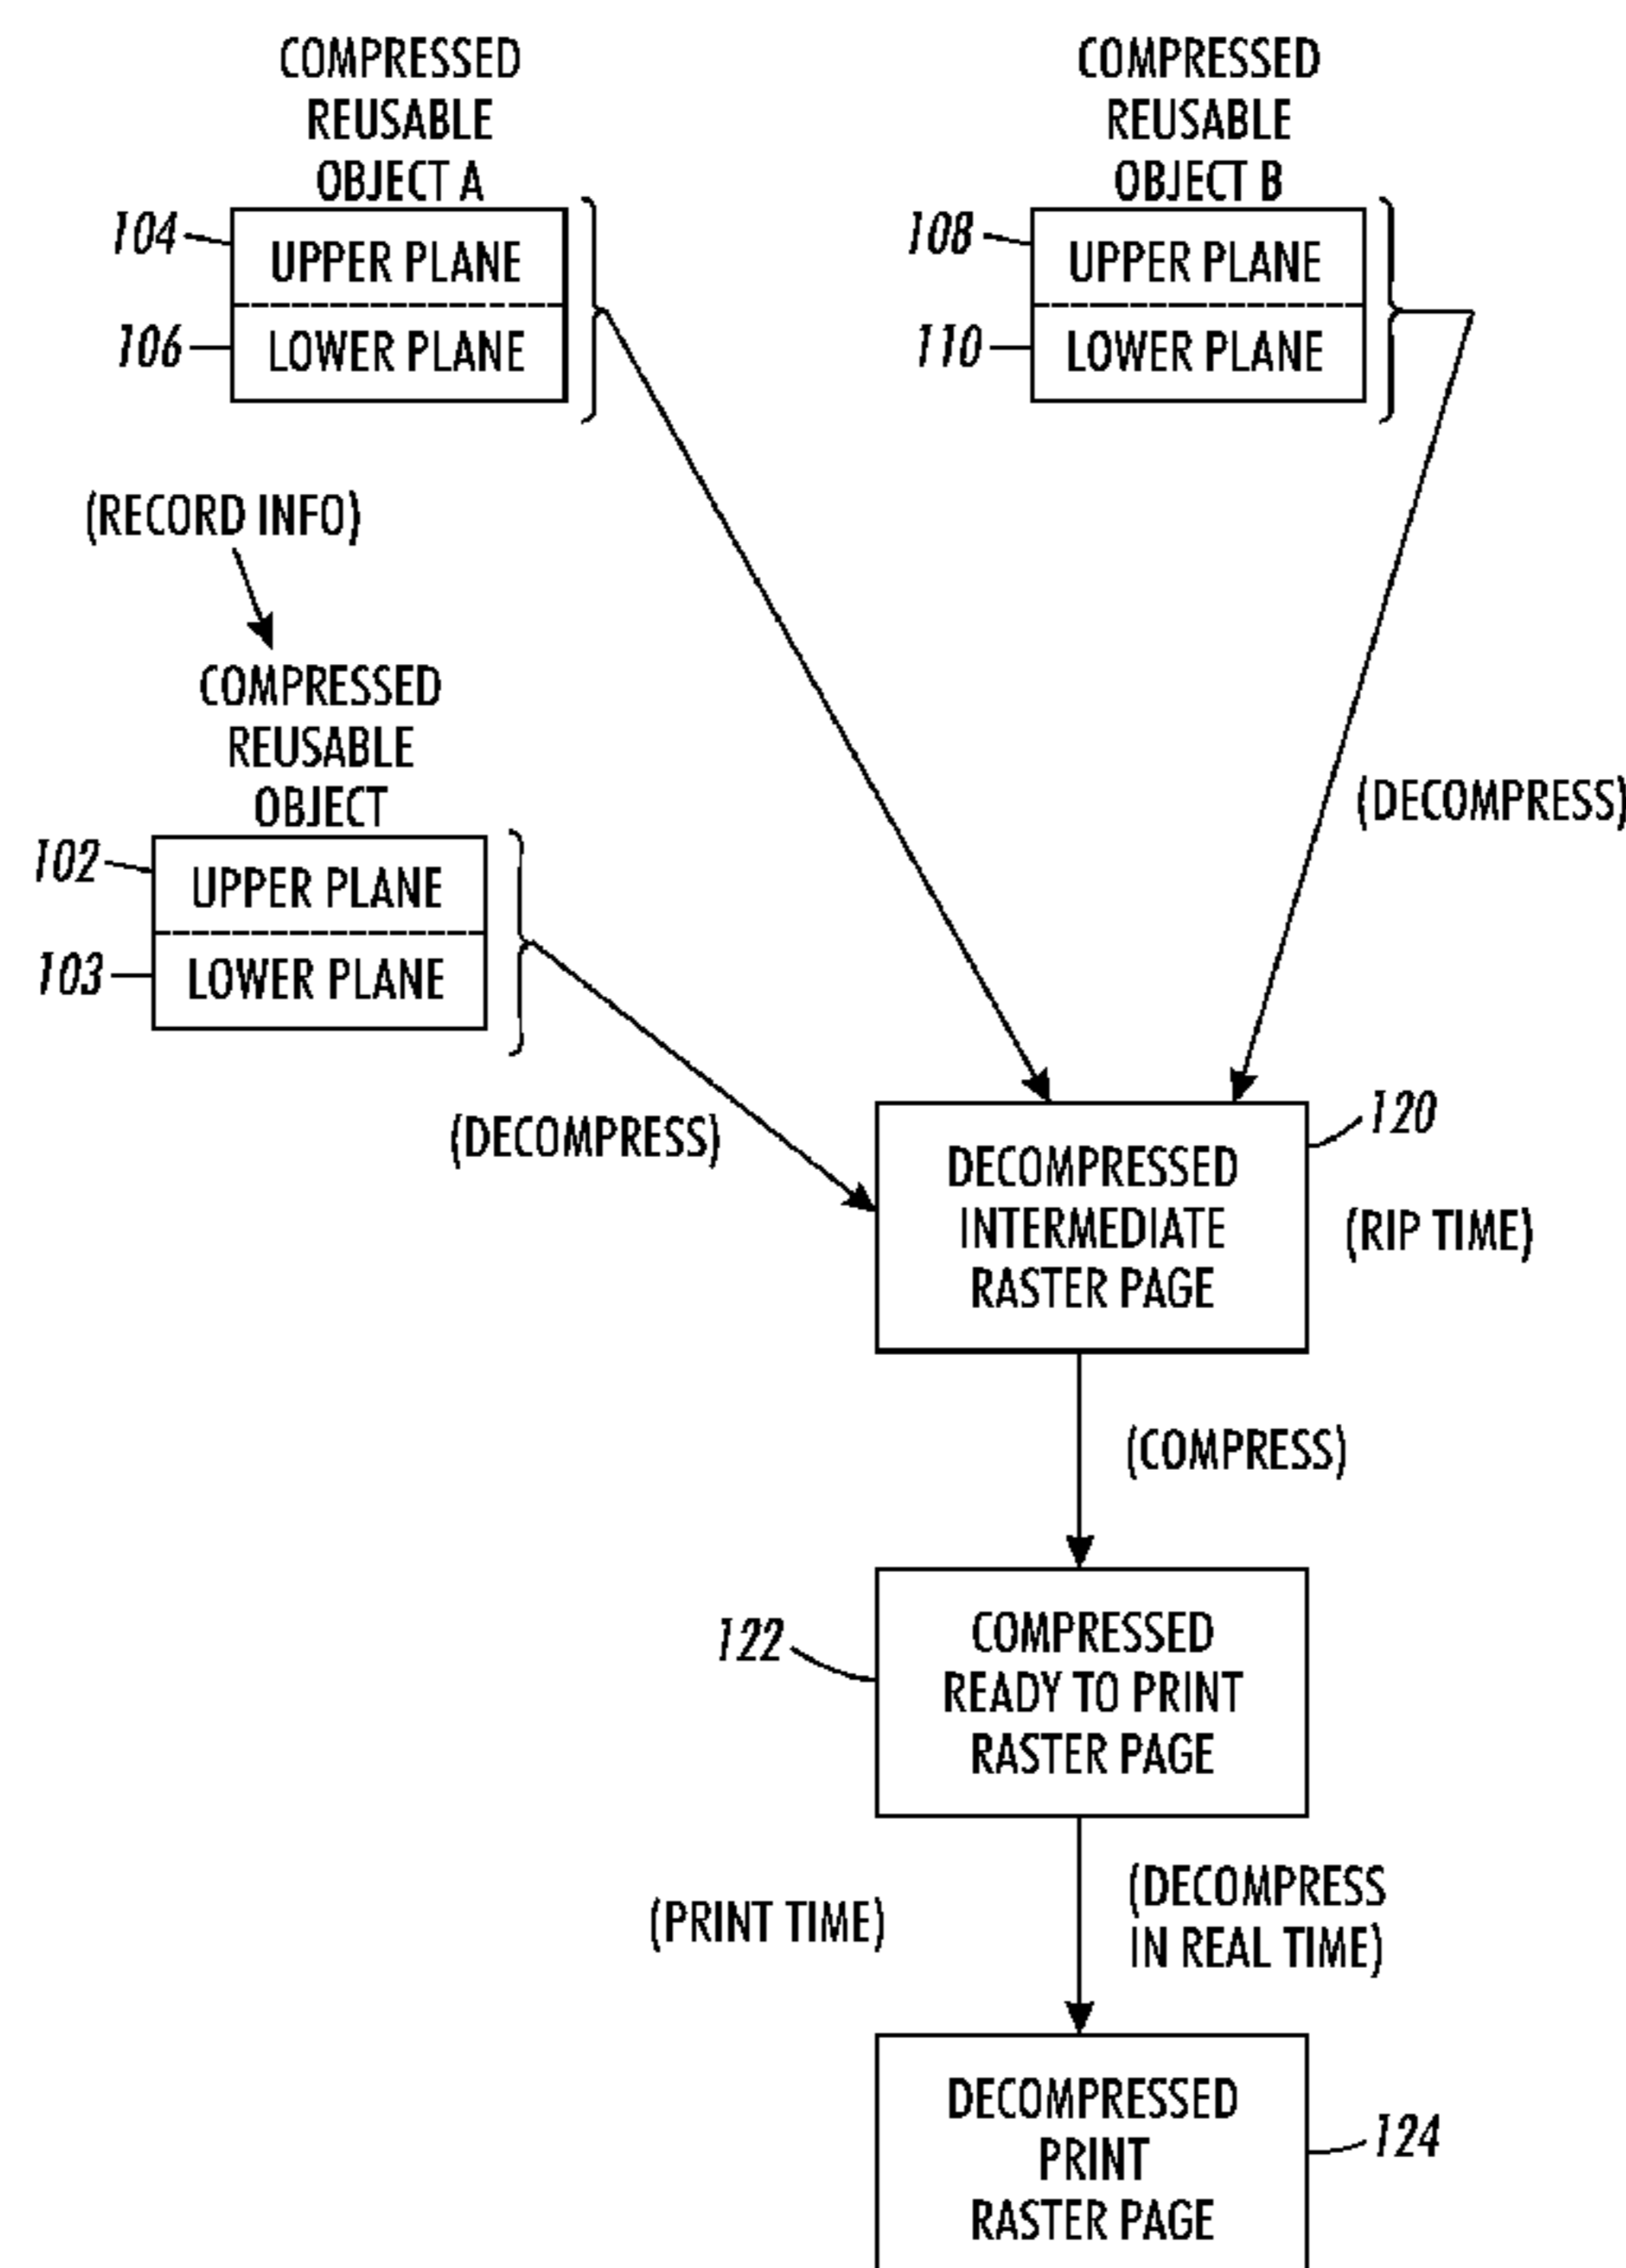 COMPRESSED
REUSABLE
OBJECT A
104
UPPER PLANE
106
LOWER PLANE
COMPRESSED
REUSABLE
OBJECT B
108
UPPER PLANE
110
LOWER PLANE
(RECORD INFO)
COMPRESSED
REUSABLE
OBJECT
102
UPPER PLANE
103
LOWER PLANE
(DECOMPRESS)
(DECOMPRESS)
120
DECOMPRESSED
INTERMEDIATE
RASTER PAGE
(RIP TIME)
(COMPRESS)
122
COMPRESSED
READY TO PRINT
RASTER PAGE
(PRINT TIME)
(DECOMPRESS
IN REAL TIME)
DECOMPRESSED
PRINT
RASTER PAGE
124